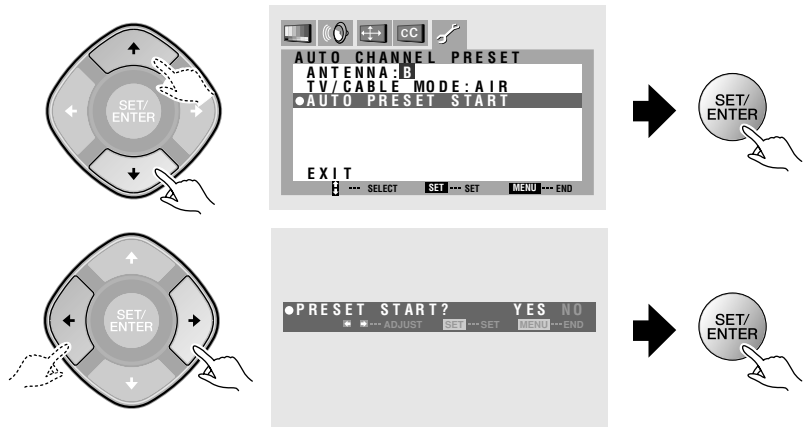 SET/
ENTER
CC
AUTO CHANNEL PRESET
ANTENNA:B
TV/CABLE MODE:AIR
●AUTO PRESET START
EXIT
--- SELECT SET --- SET MENU --- END
SET/
ENTER
SET/
ENTER
●PRESET START? YES NO
--- ADJUST SET --- SET MENU --- END
SET/
ENTER